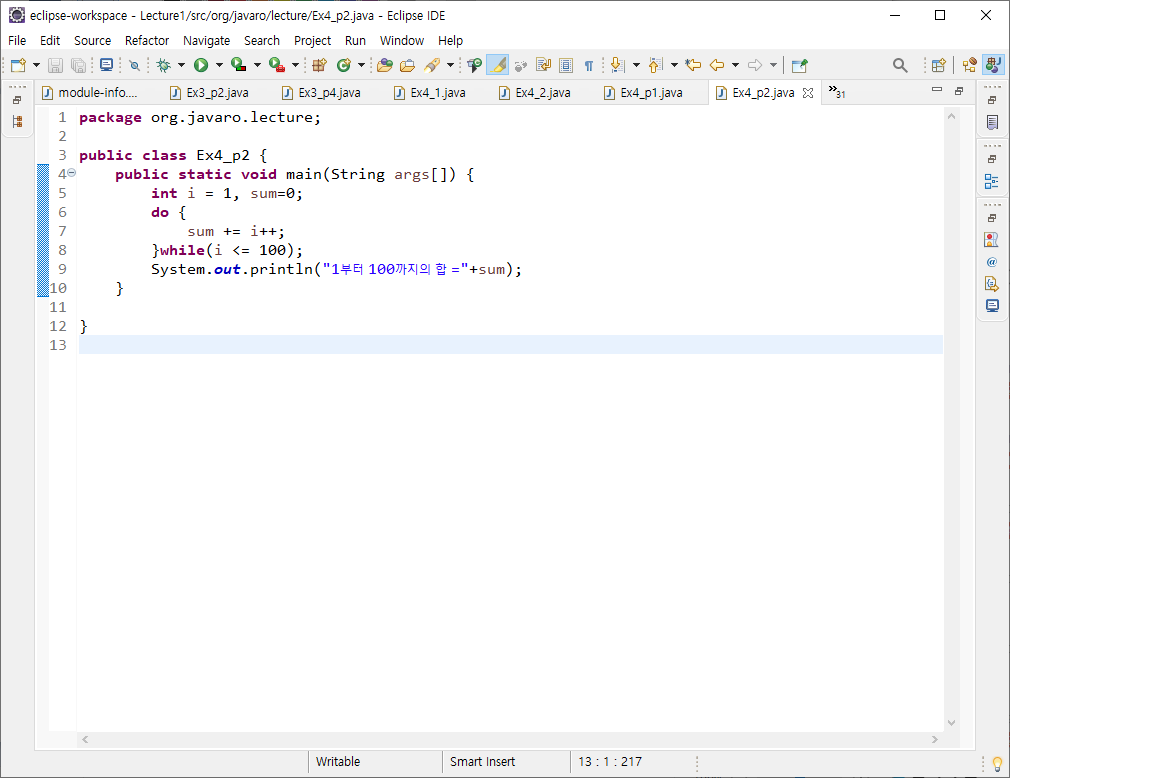 eclipse-workspace - Lecture1/src/org/javaro/lecture/Ex4_p2.java - Eclipse IDE
File Edit Source Refactor Navigate Search Project Run Window Help
module-info.... Ex3_p2.java Ex3_p4.java Ex4_1.java Ex4_2.java Ex4_p1.java Ex4_p2.java »31
1 package org.javaro.lecture;
2
3 public class Ex4_p2 {
4 public static void main(String args[]) {
5 int i = 1, sum=0;
6 do {
7 sum += i++;
8 }while(i <= 100);
9 System.out.println("1부터 100까지의 합 ="+sum);
10 }
11
12 }
13
Writable Smart Insert 13 : 1 : 217